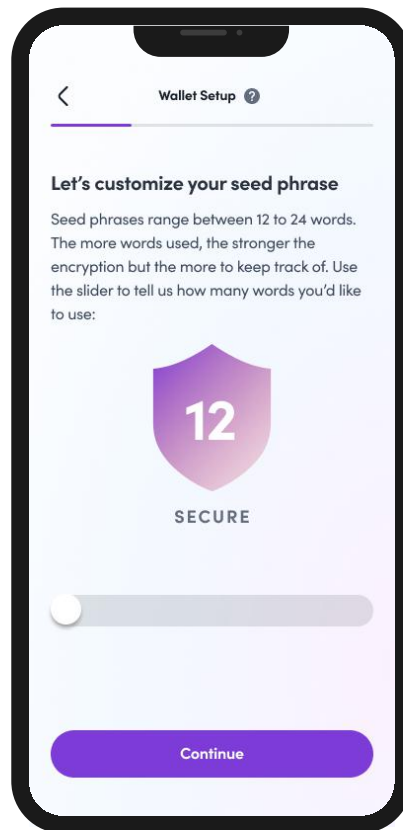 Wallet Setup ?
Let's customize your seed phrase
Seed phrases range between 12 to 24 words.
The more words used, the stronger the
encryption but the more to keep track of. Use
the slider to tell us how many words you'd like
to use:
12
SECURE
Continue